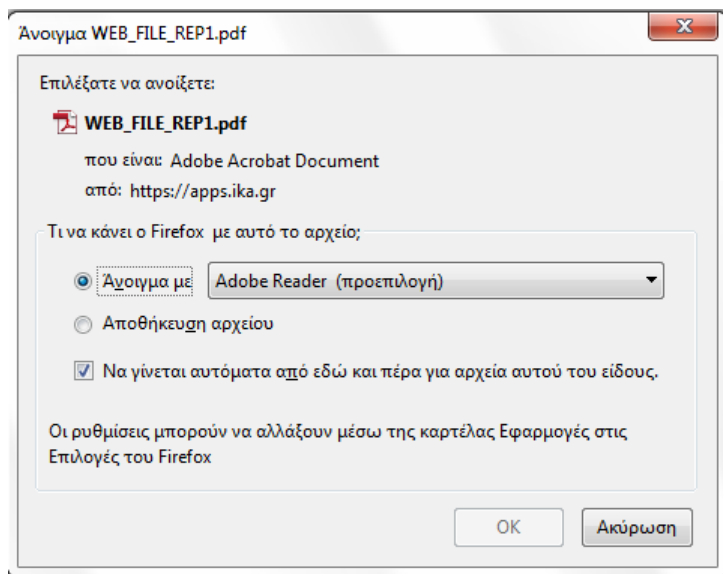 Άνοιγμα WEB_FILE_REP1.pdf
Επιλέξατε να ανοίξετε:
WEB_FILE_REP1.pdf
που είναι: Adobe Acrobat Document
από: https://apps.ika.gr
Τι να κάνει ο Firefox με αυτό το αρχείο;
Άνοιγμα με Adobe Reader (προεπιλογή)
Αποθήκευση αρχείου
Να γίνεται αυτόματα από εδώ και πέρα για αρχεία αυτού του είδους.
Οι ρυθμίσεις μπορούν να αλλάξουν μέσω της καρτέλας Εφαρμογές στις
Επιλογές του Firefox
OK Ακύρωση